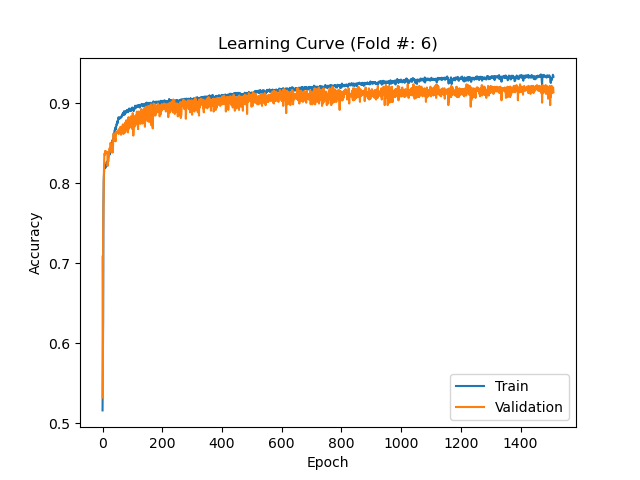 Learning Curve (Fold #: 6)
Accuracy
0.9
0.8
0.7
0.6
0.5
0 200 400 600 800 1000 1200 1400
Epoch
Train
Validation